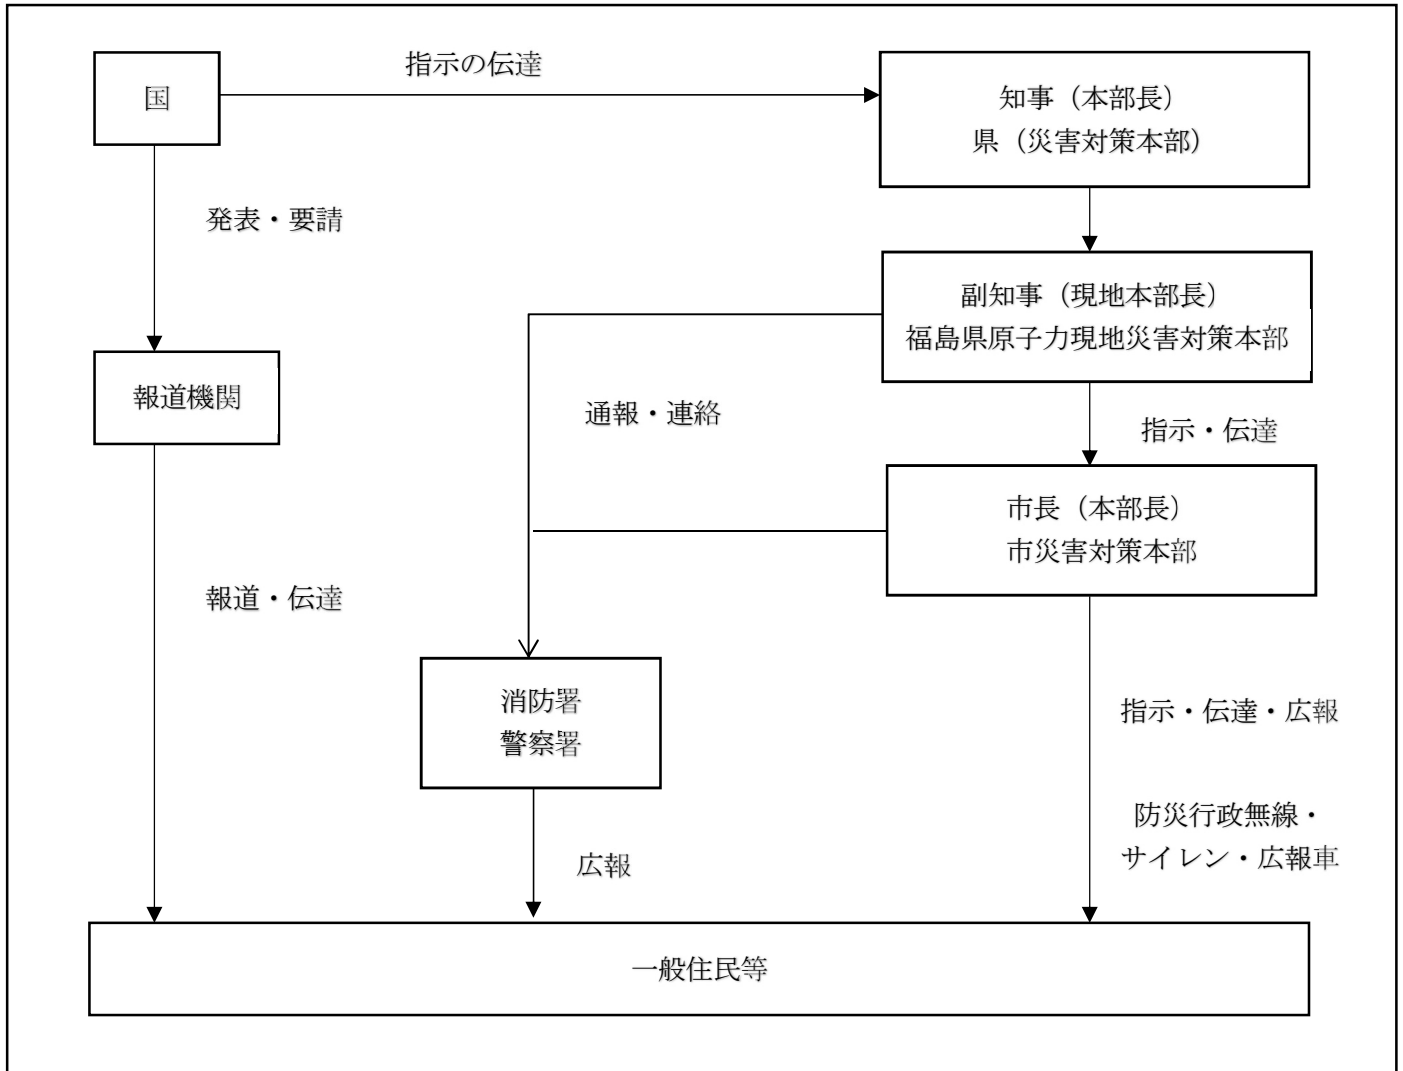 指示の伝達
国
知事（本部長）
県（災害対策本部）
発表・要請
副知事（現地本部長）
福島県原子力現地災害対策本部
報道機関
通報・連絡
指示・伝達
市長（本部長）
市災害対策本部
報道・伝達
消防署
警察署
指示・伝達・広報
防災行政無線・
サイレン・広報車
広報
一般住民等